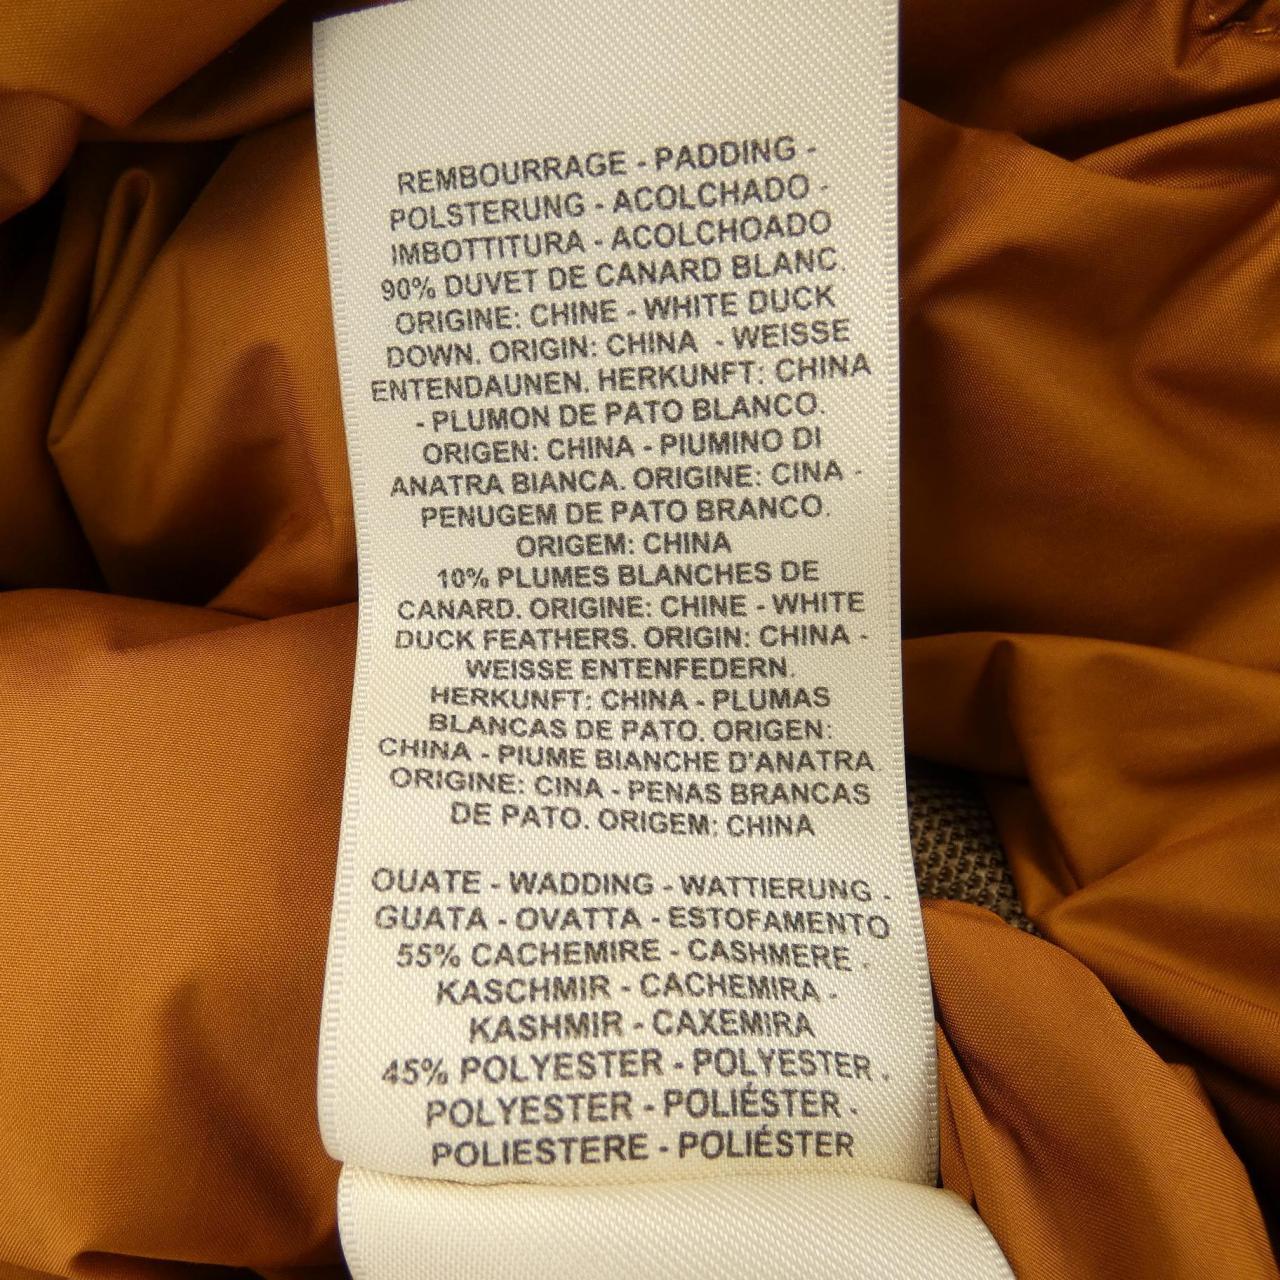 REMBOURRAGE - PADDING -
POLSTERUNG - ACOLCHADO -
IMBOTTITURA - ACOLCHOADO
90% DUVET DE CANARD BLANC.
ORIGINE: CHINE - WHITE DUCK
DOWN. ORIGIN: CHINA - WEISSE
ENTENDAUNEN. HERKUNFT: CHINA
- PLUMON DE PATO BLANCO.
ORIGEN: CHINA - PIUMINO DI
ANATRA BIANCA. ORIGINE: CINA -
PENUGEM DE PATO BRANCO.
ORIGEM: CHINA
10% PLUMES BLANCHES DE
CANARD. ORIGINE: CHINE - WHITE
DUCK FEATHERS. ORIGIN: CHINA -
WEISSE ENTENFEDERN.
HERKUNFT: CHINA - PLUMAS
BLANCAS DE PATO. ORIGEN:
CHINA - PIUME BIANCHE D'ANATRA
ORIGINE: CINA - PENAS BRANCAS
DE PATO. ORIGEM: CHINA
OUATE - WADDING - WATTIERUNG -
GUATA - OVATTA - ESTOFAMENTO
55% CACHEMIRE - CASHMERE -
KASCHMIR - CACHEMIRA -
KASHMIR - CAXEMIRA
45% POLYESTER - POLYESTER -
POLYESTER - POLIÉSTER -
POLIESTERE - POLIÉSTER